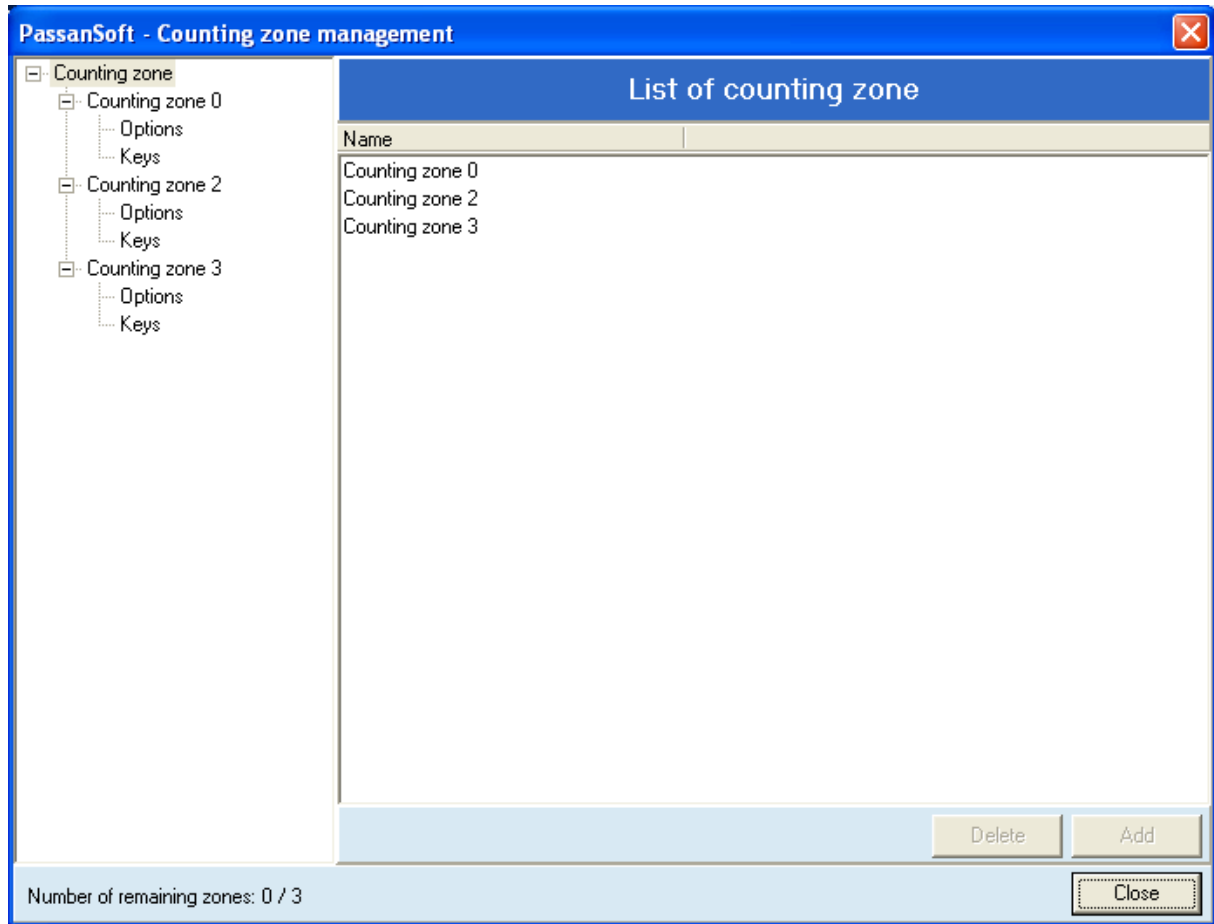 PassanSoft - Counting zone management
Counting zone
Counting zone 0
Options
Keys
Counting zone 2
Options
Keys
Counting zone 3
Options
Keys
List of counting zone
Name
Counting zone 0
Counting zone 2
Counting zone 3
Delete
Add
Number of remaining zones: 0 / 3
Close